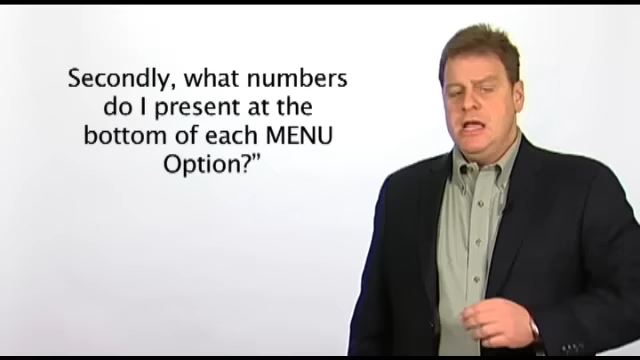 Secondly, what numbers
do I present at the
bottom of each MENU
Option?”